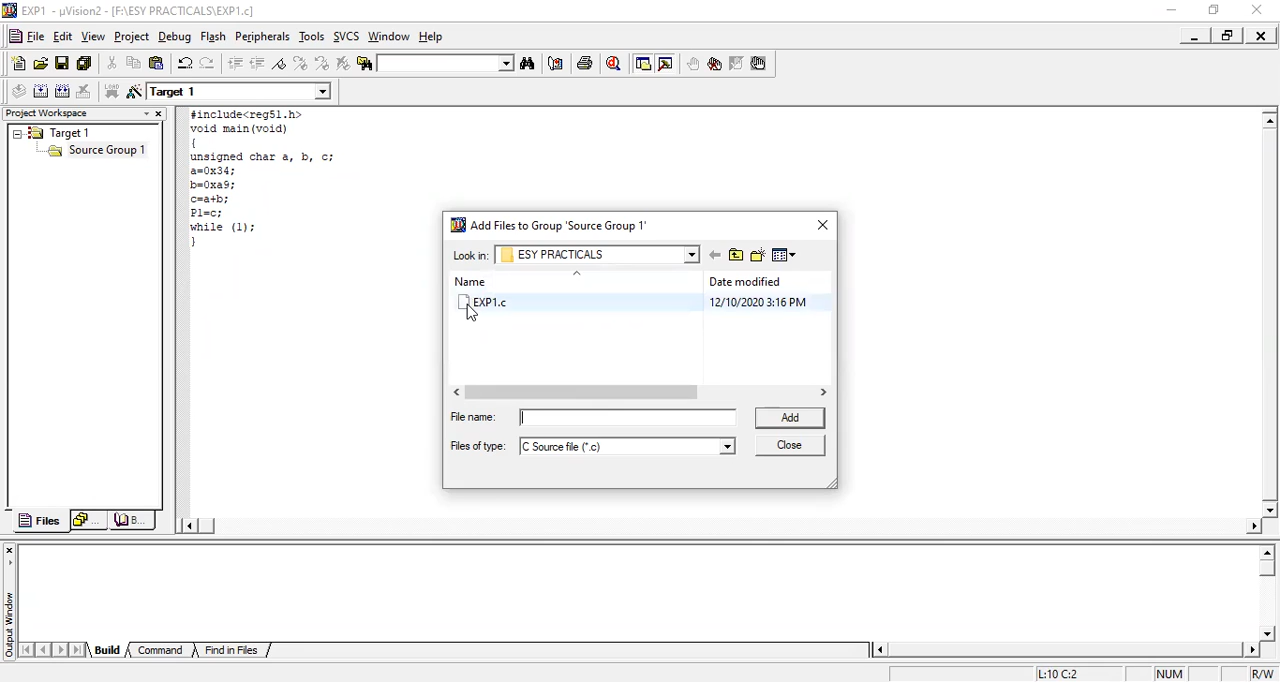 EXP1 - µVision2 - [F:\ESY PRACTICALS\EXP1.c]
File Edit View Project Debug Flash Peripherals Tools SVCS Window Help
LOAD Target 1
Project Workspace
Target 1
Source Group 1
#include<reg51.h>
void main(void)
{
unsigned char a, b, c;
a=0x34;
b=0xa9;
c=a+b;
P1=c;
while (1);
}
Add Files to Group 'Source Group 1'
Look in: ESY PRACTICALS
Name Date modified
EXP1.c 12/10/2020 3:16 PM
File name: Add
Files of type: C Source file (*.c) Close
Files ... B...
Output Window
Build Command Find in Files
L:10 C:2 NUM R/W